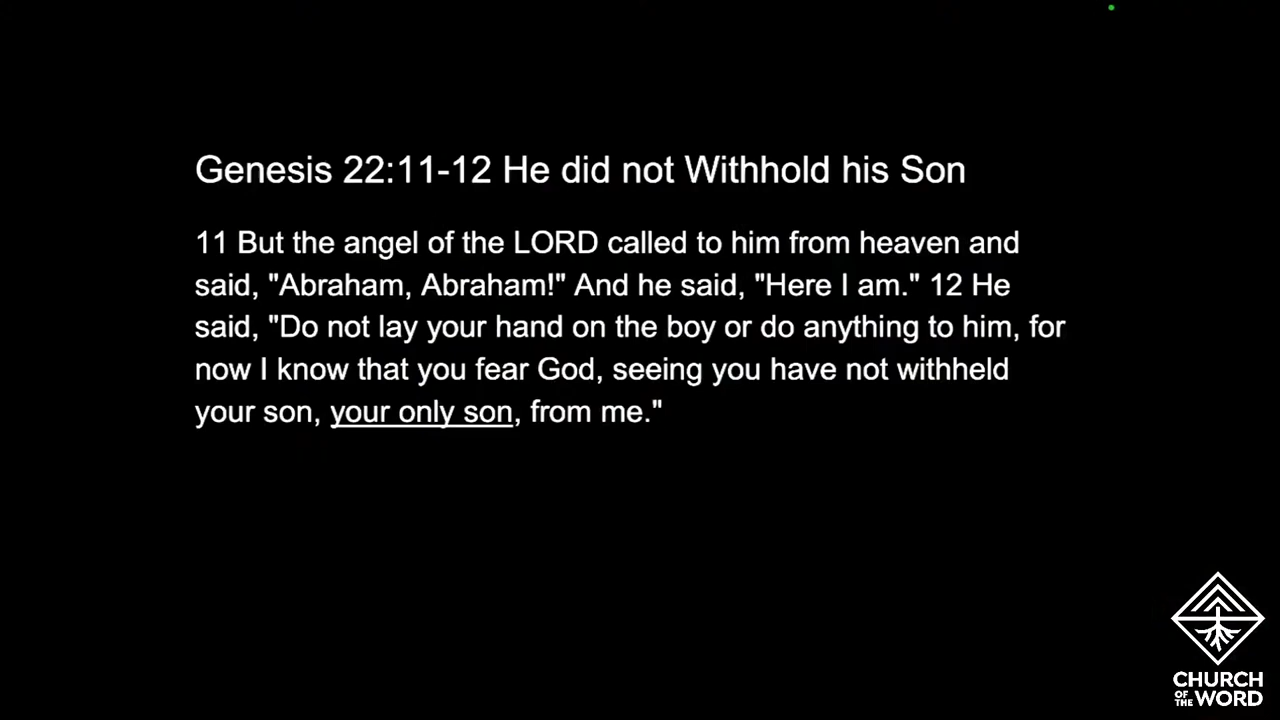 Genesis 22:11-12 He did not Withhold his Son
11 But the angel of the LORD called to him from heaven and
said, "Abraham, Abraham!" And he said, "Here I am." 12 He
said, "Do not lay your hand on the boy or do anything to him, for
now I know that you fear God, seeing you have not withheld
your son, your only son, from me."
CHURCH
OF THE WORD